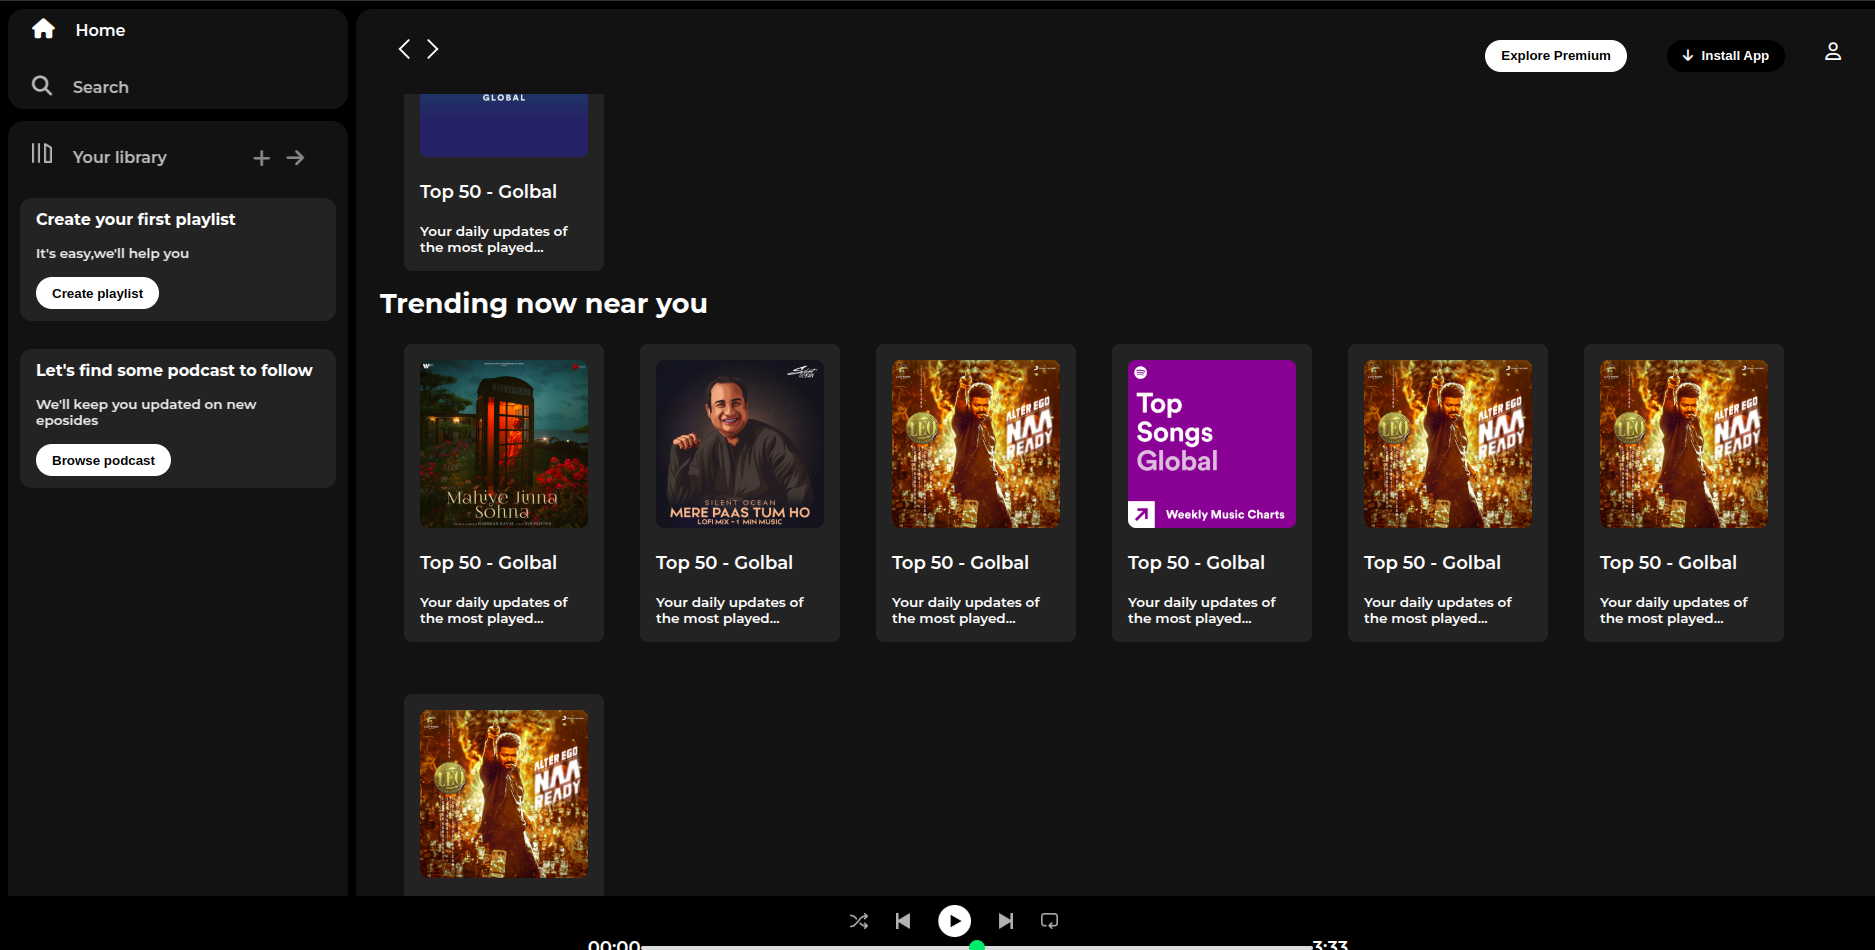 Home
Search
Your library
Create your first playlist
It's easy,we'll help you
Create playlist
Let's find some podcast to follow
We'll keep you updated on new
eposides
Browse podcast
Explore Premium
Install App
GLOBAL
Top 50 - Golbal
Your daily updates of
the most played...
Trending now near you
Mahiye Jinna
Sohna
Top 50 - Golbal
Your daily updates of
the most played...
Silent
OCEAN
SILENT OCEAN
MERE PAAS TUM HO
LOFI MIX - 1 MIN MUSIC
Top 50 - Golbal
Your daily updates of
the most played...
LEO
ALTER EGO
NAA
READY
Top 50 - Golbal
Your daily updates of
the most played...
Top
Songs
Global
Weekly Music Charts
Top 50 - Golbal
Your daily updates of
the most played...
LEO
ALTER EGO
NAA
READY
Top 50 - Golbal
Your daily updates of
the most played...
LEO
ALTER EGO
NAA
READY
Top 50 - Golbal
Your daily updates of
the most played...
LEO
ALTER EGO
NAA
READY
00:00
3:33